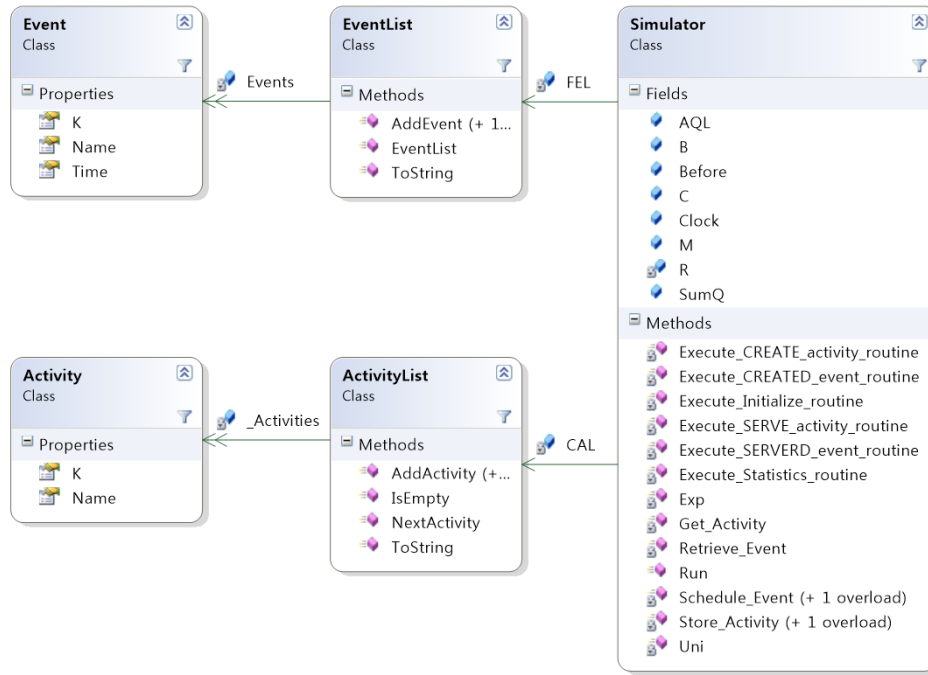 Event
Class
Properties
K
Name
Time
Events
EventList
Class
Methods
AddEvent (+ 1...
EventList
ToString
FEL
Simulator
Class
Fields
AQL
B
Before
C
Clock
M
R
SumQ
Methods
Execute_CREATE_activity_routine
Execute_CREATED_event_routine
Execute_Initialize_routine
Execute_SERVE_activity_routine
Execute_SERVERD_event_routine
Execute_Statistics_routine
Exp
Get_Activity
Retrieve_Event
Run
Schedule_Event (+ 1 overload)
Store_Activity (+ 1 overload)
Uni
Activity
Class
Properties
K
Name
_Activities
ActivityList
Class
Methods
AddActivity (+...
IsEmpty
NextActivity
ToString
CAL